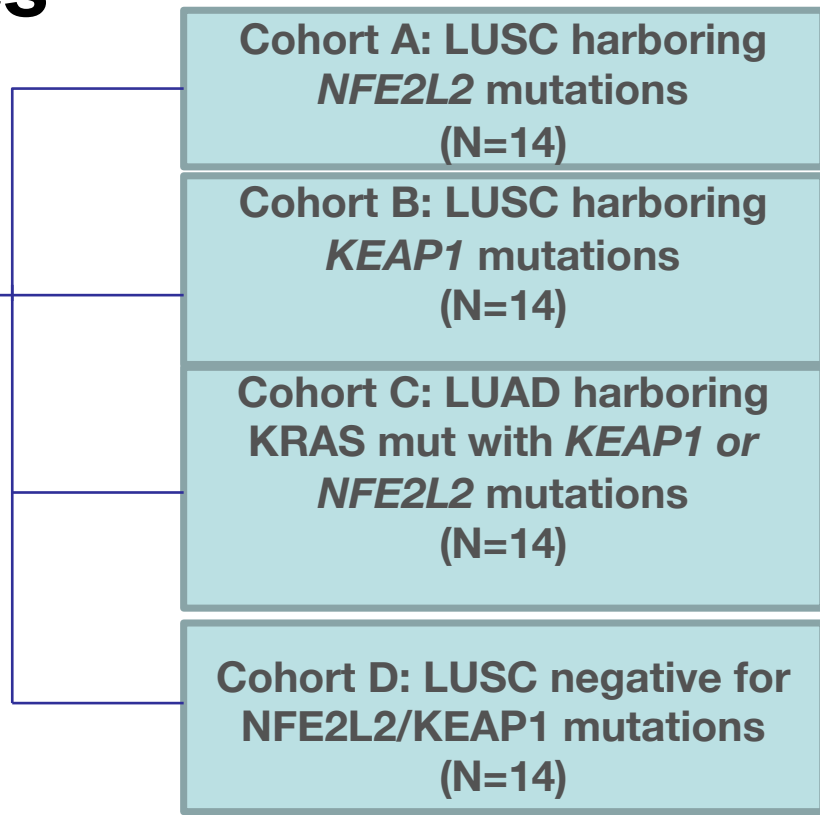 es
Cohort A: LUSC harboring
NFE2L2 mutations
(N=14)
Cohort B: LUSC harboring
KEAP1 mutations
(N=14)
Cohort C: LUAD harboring
KRAS mut with KEAP1 or
NFE2L2 mutations
(N=14)
Cohort D: LUSC negative for
NFE2L2/KEAP1 mutations
(N=14)